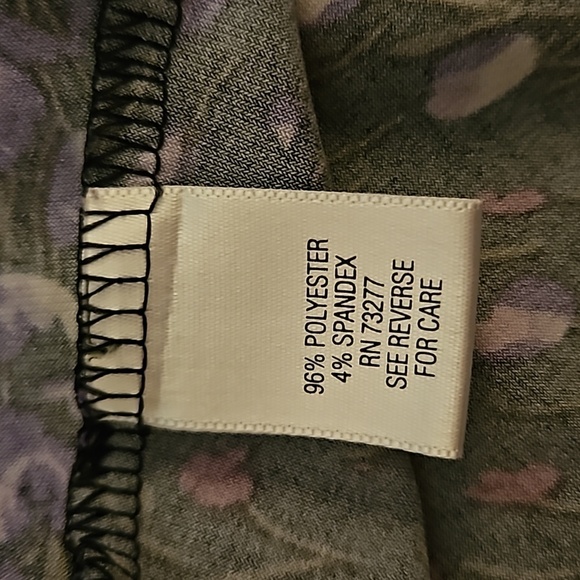 96% POLYESTER
4% SPANDEX
RN 73277
SEE REVERSE
FOR CARE